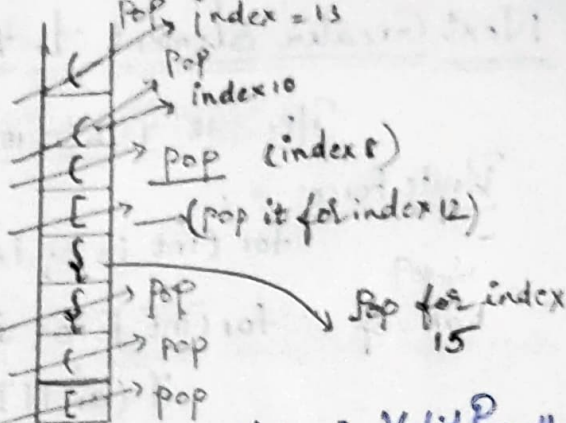 pop index = 13
(
pop
( index 10
( pop (index 8)
[ (pop it for index 12)
{
{ pop
Pop for index
15
( pop
[ pop